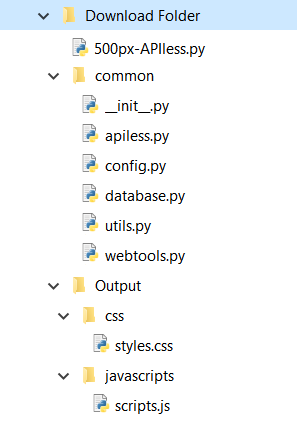 Download Folder
500px-APIless.py
common
__init__.py
apiless.py
config.py
database.py
utils.py
webtools.py
Output
css
styles.css
javascripts
scripts.js